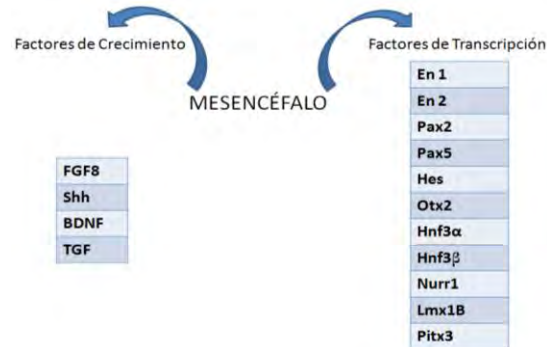 Factores de Crecimiento
Factores de Transcripción
MESENCÉFALO
FGF8
Shh
BDNF
TGF
En 1
En 2
Pax2
Pax5
Hes
Otx2
Hnf3α
Hnf3β
Nurr1
Lmx1B
Pitx3